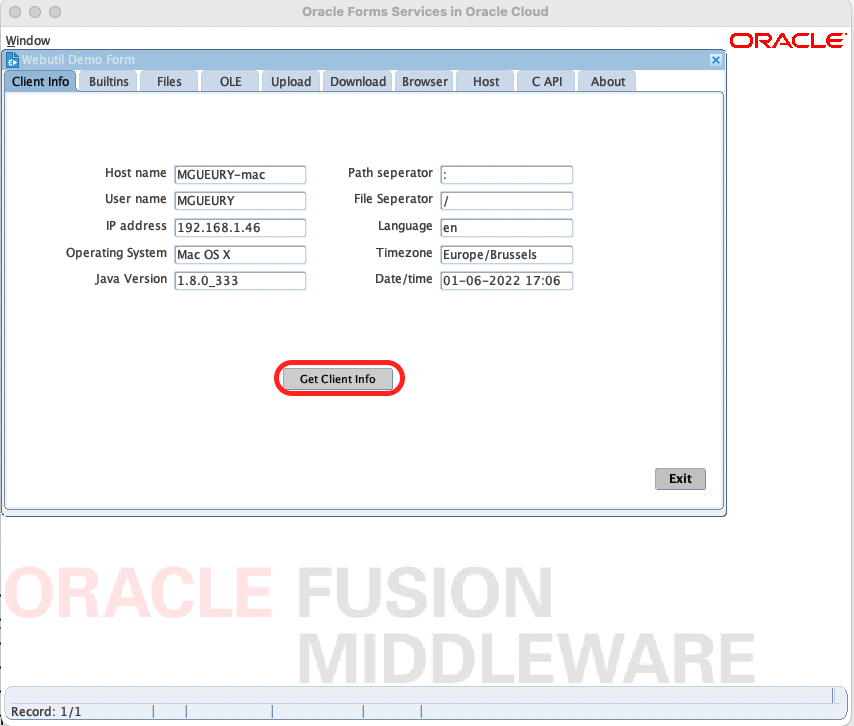 Oracle Forms Services in Oracle Cloud
Window
ORACLE
Webutil Demo Form
Client Info Builtins Files OLE Upload Download Browser Host C API About
Host name MGUEURY-mac Path seperator :
User name MGUEURY File Seperator /
IP address 192.168.1.46 Language en
Operating System Mac OS X Timezone Europe/Brussels
Java Version 1.8.0_333 Date/time 01-06-2022 17:06
Get Client Info
Exit
ORACLE FUSION
MIDDLEWARE
Record: 1/1